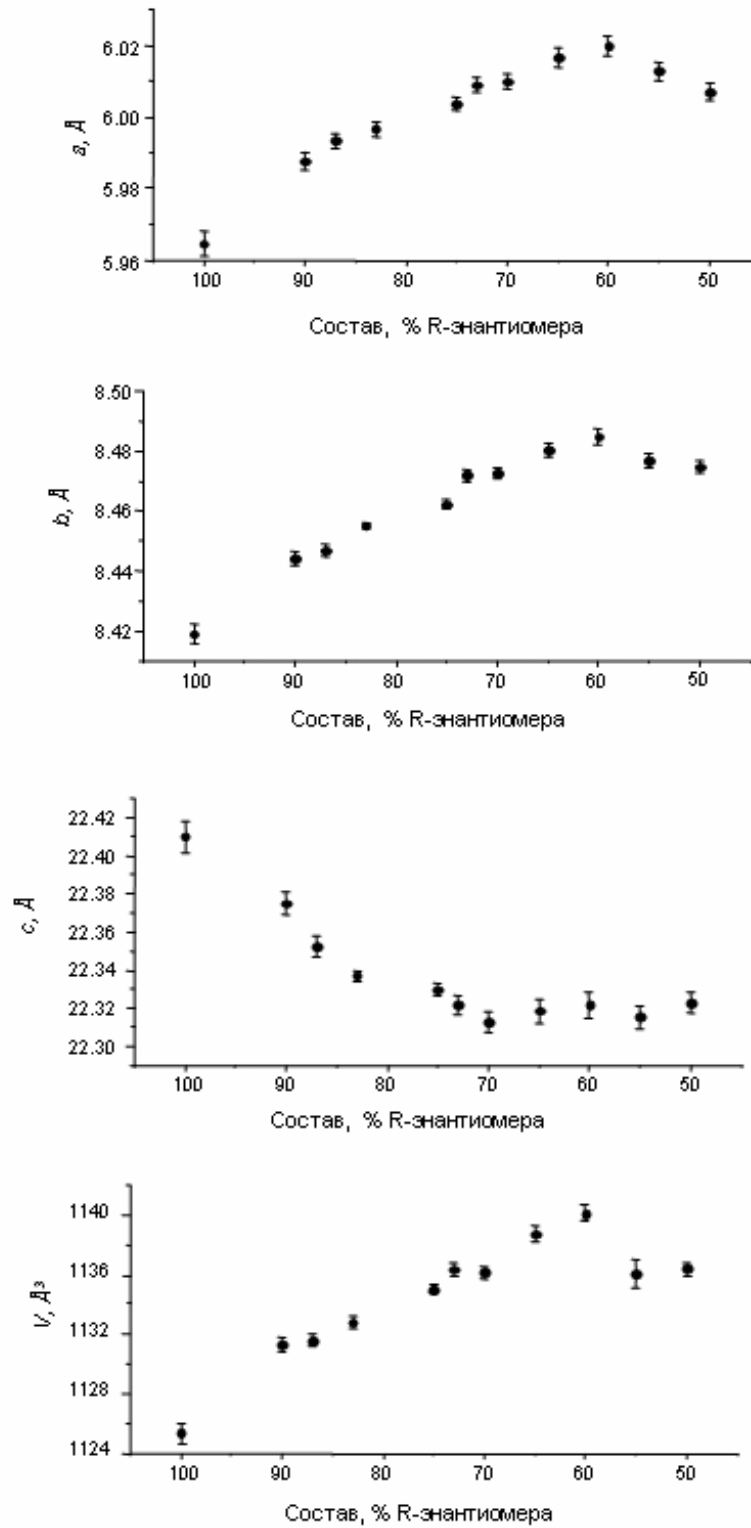 6.02
6.00
5.98
5.96
a, Å
100 90 80 70 60 50
Состав, % R-энантиомера
8.50
8.48
8.46
8.44
8.42
b, Å
100 90 80 70 60 50
Состав, % R-энантиомера
22.42
22.40
22.38
22.36
22.34
22.32
22.30
c, Å
100 90 80 70 60 50
Состав, % R-энантиомера
1140
1136
1132
1128
1124
V, Å³
100 90 80 70 60 50
Состав, % R-энантиомера